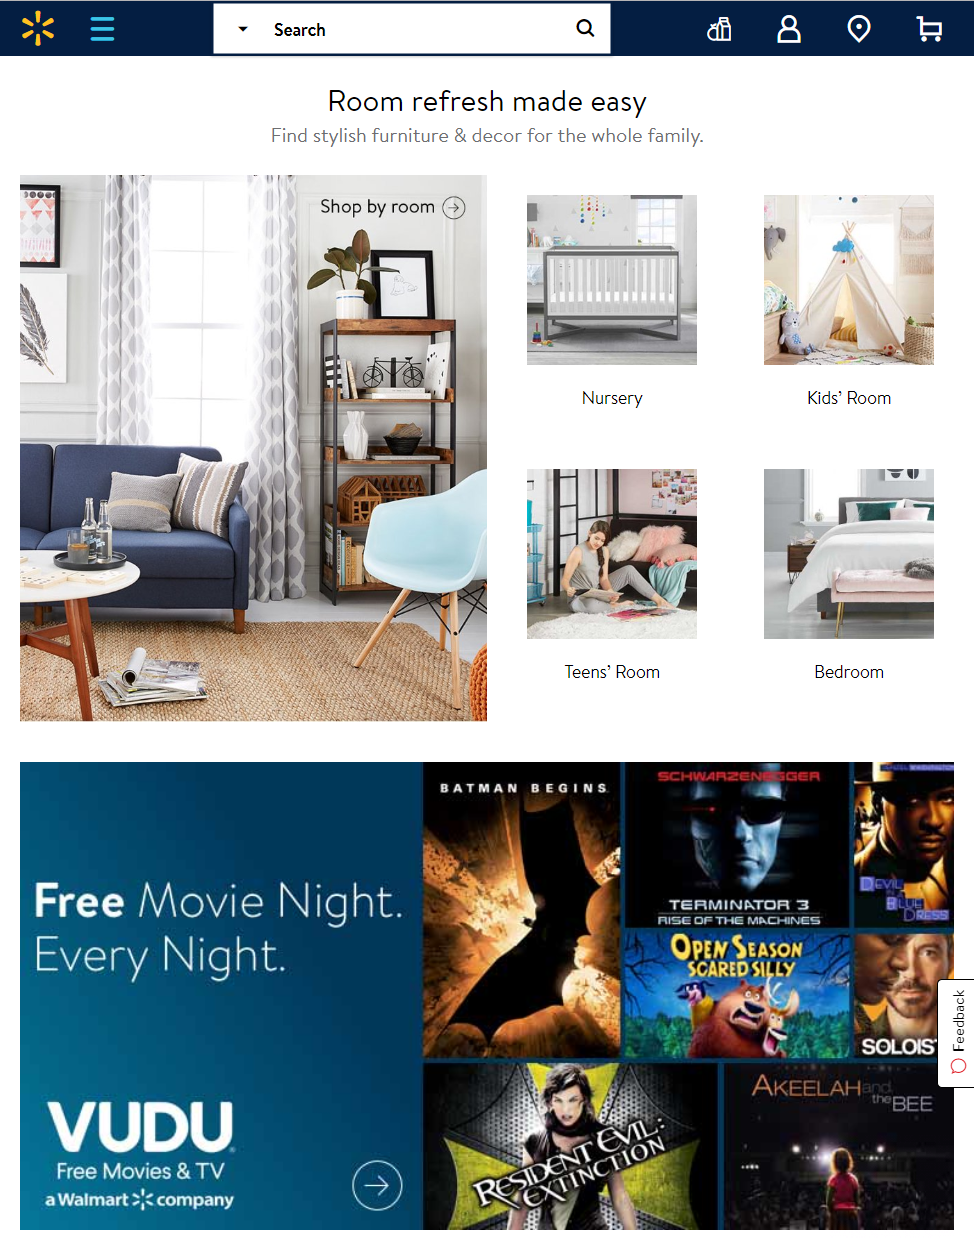 Search
Room refresh made easy
Find stylish furniture & decor for the whole family.
Shop by room
Nursery
Kids' Room
Teens' Room
Bedroom
Free Movie Night.
Every Night.
VUDU
Free Movies & TV
a Walmart company
BATMAN BEGINS
SCHWARZENEGGER
TERMINATOR 3
RISE OF THE MACHINES
DEVIL
IN A
BLUE
DRESS
OPEN SEASON
SCARED SILLY
SOLOIS
RESIDENT EVIL:
EXTINCTION
AKEELAH and
the BEE
Feedback